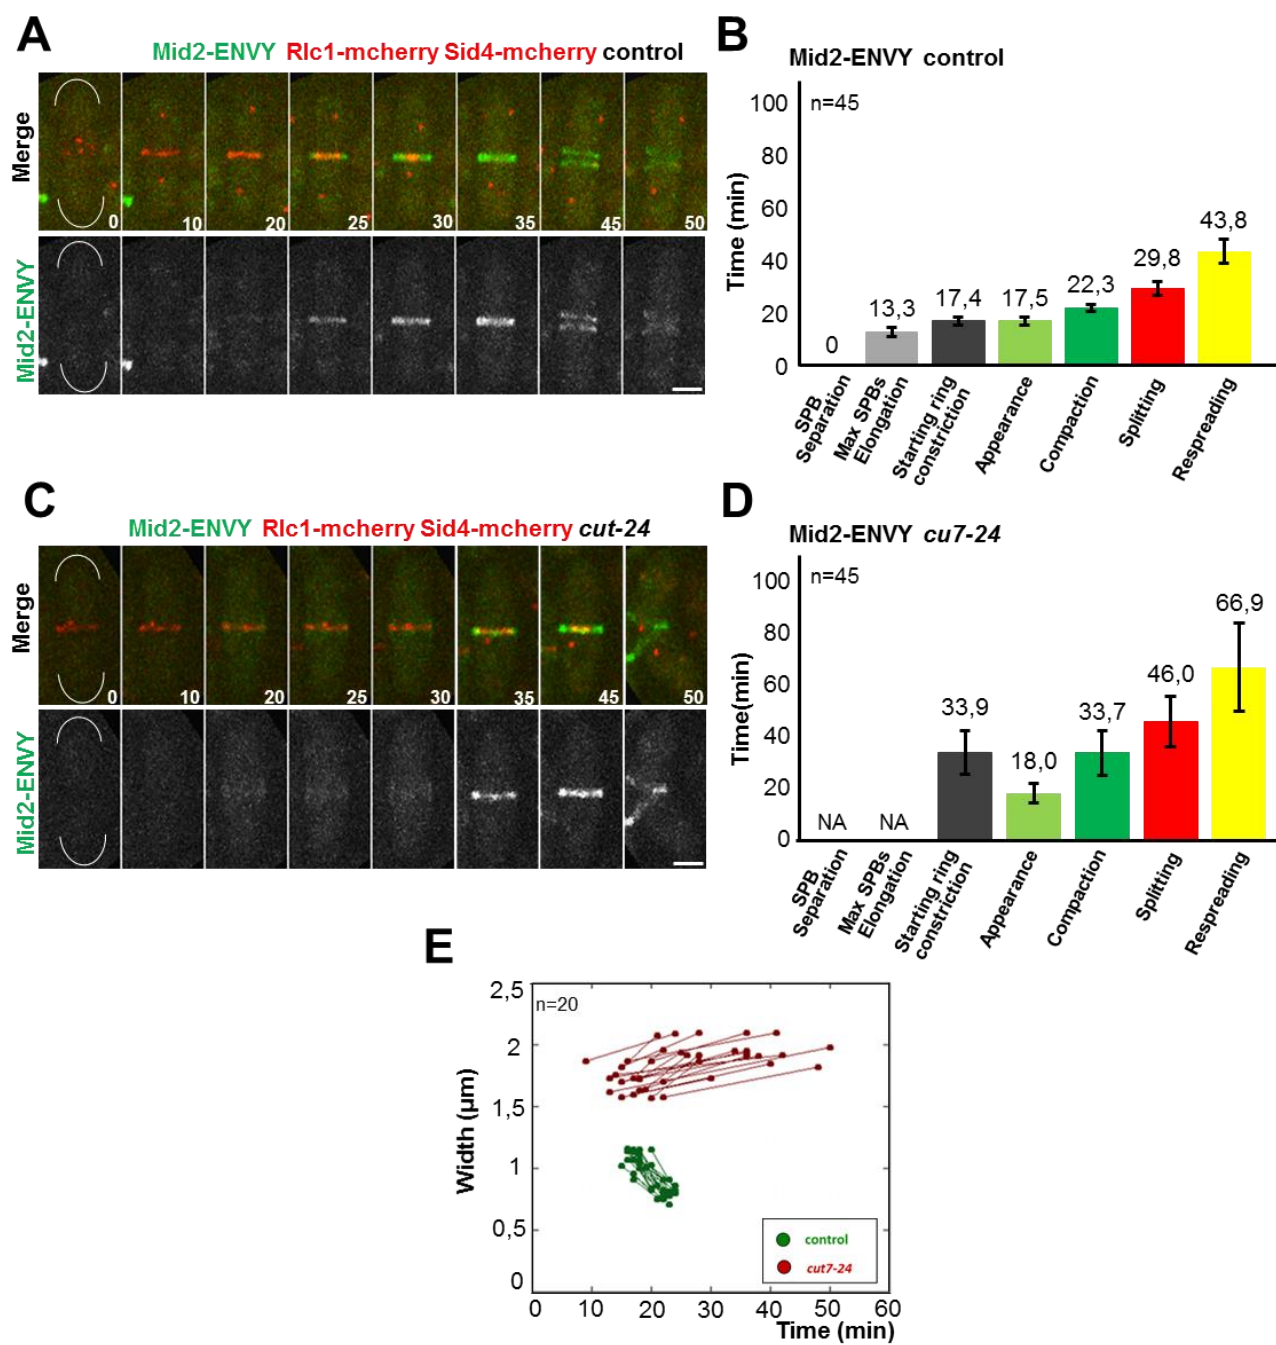 A
Mid2-ENVY Rlc1-mcherry Sid4-mcherry control
Merge
0
10
20
25
30
35
45
50
Mid2-ENVY
B
Mid2-ENVY control
n=45
Time (min)
100
80
60
40
20
0
0
13,3
17,4
17,5
22,3
29,8
43,8
SPB
Separation
Max SPBs
Elongation
Starting ring
constriction
Appearance
Compaction
Splitting
Respreading
C
Mid2-ENVY Rlc1-mcherry Sid4-mcherry cut-24
Merge
0
10
20
25
30
35
45
50
Mid2-ENVY
D
Mid2-ENVY cu7-24
n=45
Time(min)
100
80
60
40
20
0
NA
NA
33,9
18,0
33,7
46,0
66,9
SPB
Separation
Max SPBs
Elongation
Starting ring
constriction
Appearance
Compaction
Splitting
Respreading
E
n=20
Width (µm)
2,5
2
1,5
1
0,5
0
control
cut7-24
0 10 20 30 40 50 60
Time (min)